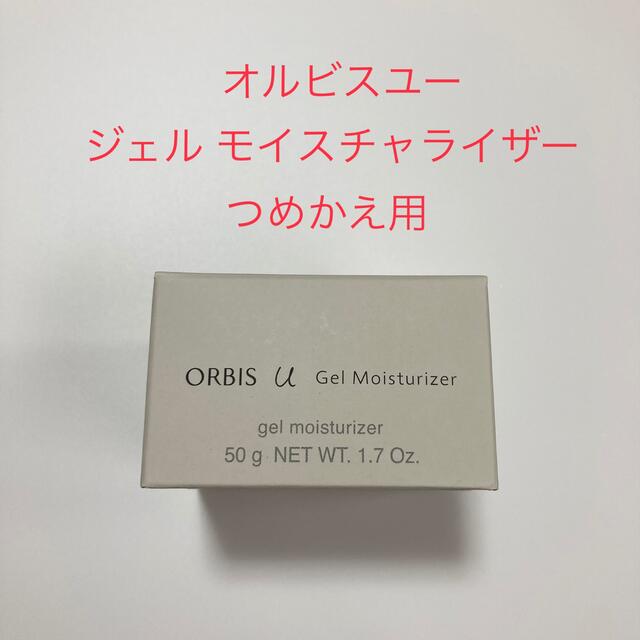 オルビスユー
ジェル モイスチャライザー
つめかえ用
ORBIS u Gel Moisturizer
gel moisturizer
50 g NET WT. 1.7 Oz.